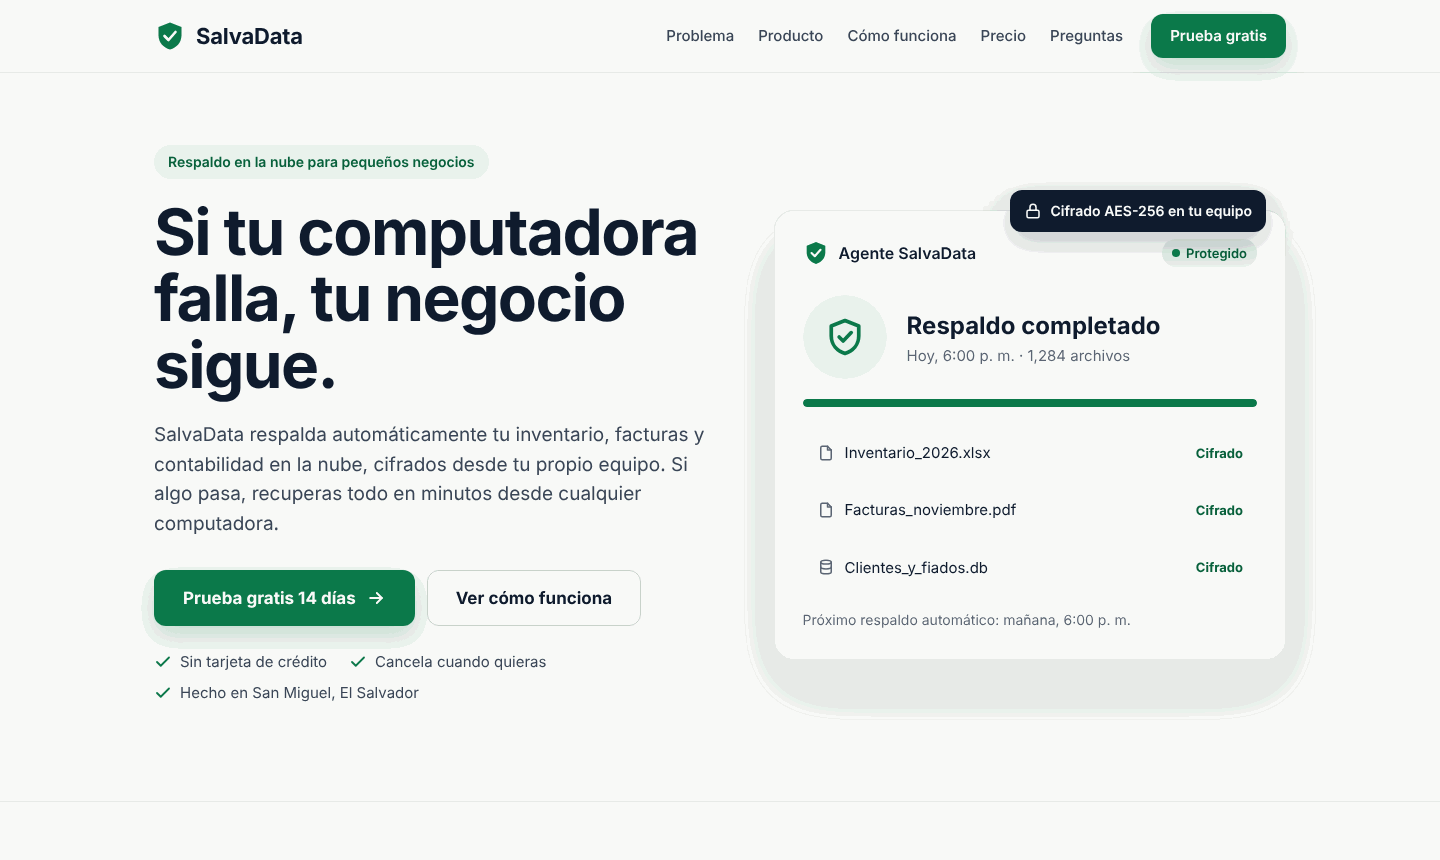 SalvaData
Problema
Producto
Cómo funciona
Precio
Preguntas
Prueba gratis
Respaldo en la nube para pequeños negocios
Si tu computadora
falla, tu negocio
sigue.
SalvaData respalda automáticamente tu inventario, facturas y
contabilidad en la nube, cifrados desde tu propio equipo. Si
algo pasa, recuperas todo en minutos desde cualquier
computadora.
Prueba gratis 14 días
Ver cómo funciona
Sin tarjeta de crédito
Cancela cuando quieras
Hecho en San Miguel, El Salvador
Cifrado AES-256 en tu equipo
Agente SalvaData
Protegido
Respaldo completado
Hoy, 6:00 p. m. · 1,284 archivos
Inventario_2026.xlsx
Cifrado
Facturas_noviembre.pdf
Cifrado
Clientes_y_fiados.db
Cifrado
Próximo respaldo automático: mañana, 6:00 p. m.